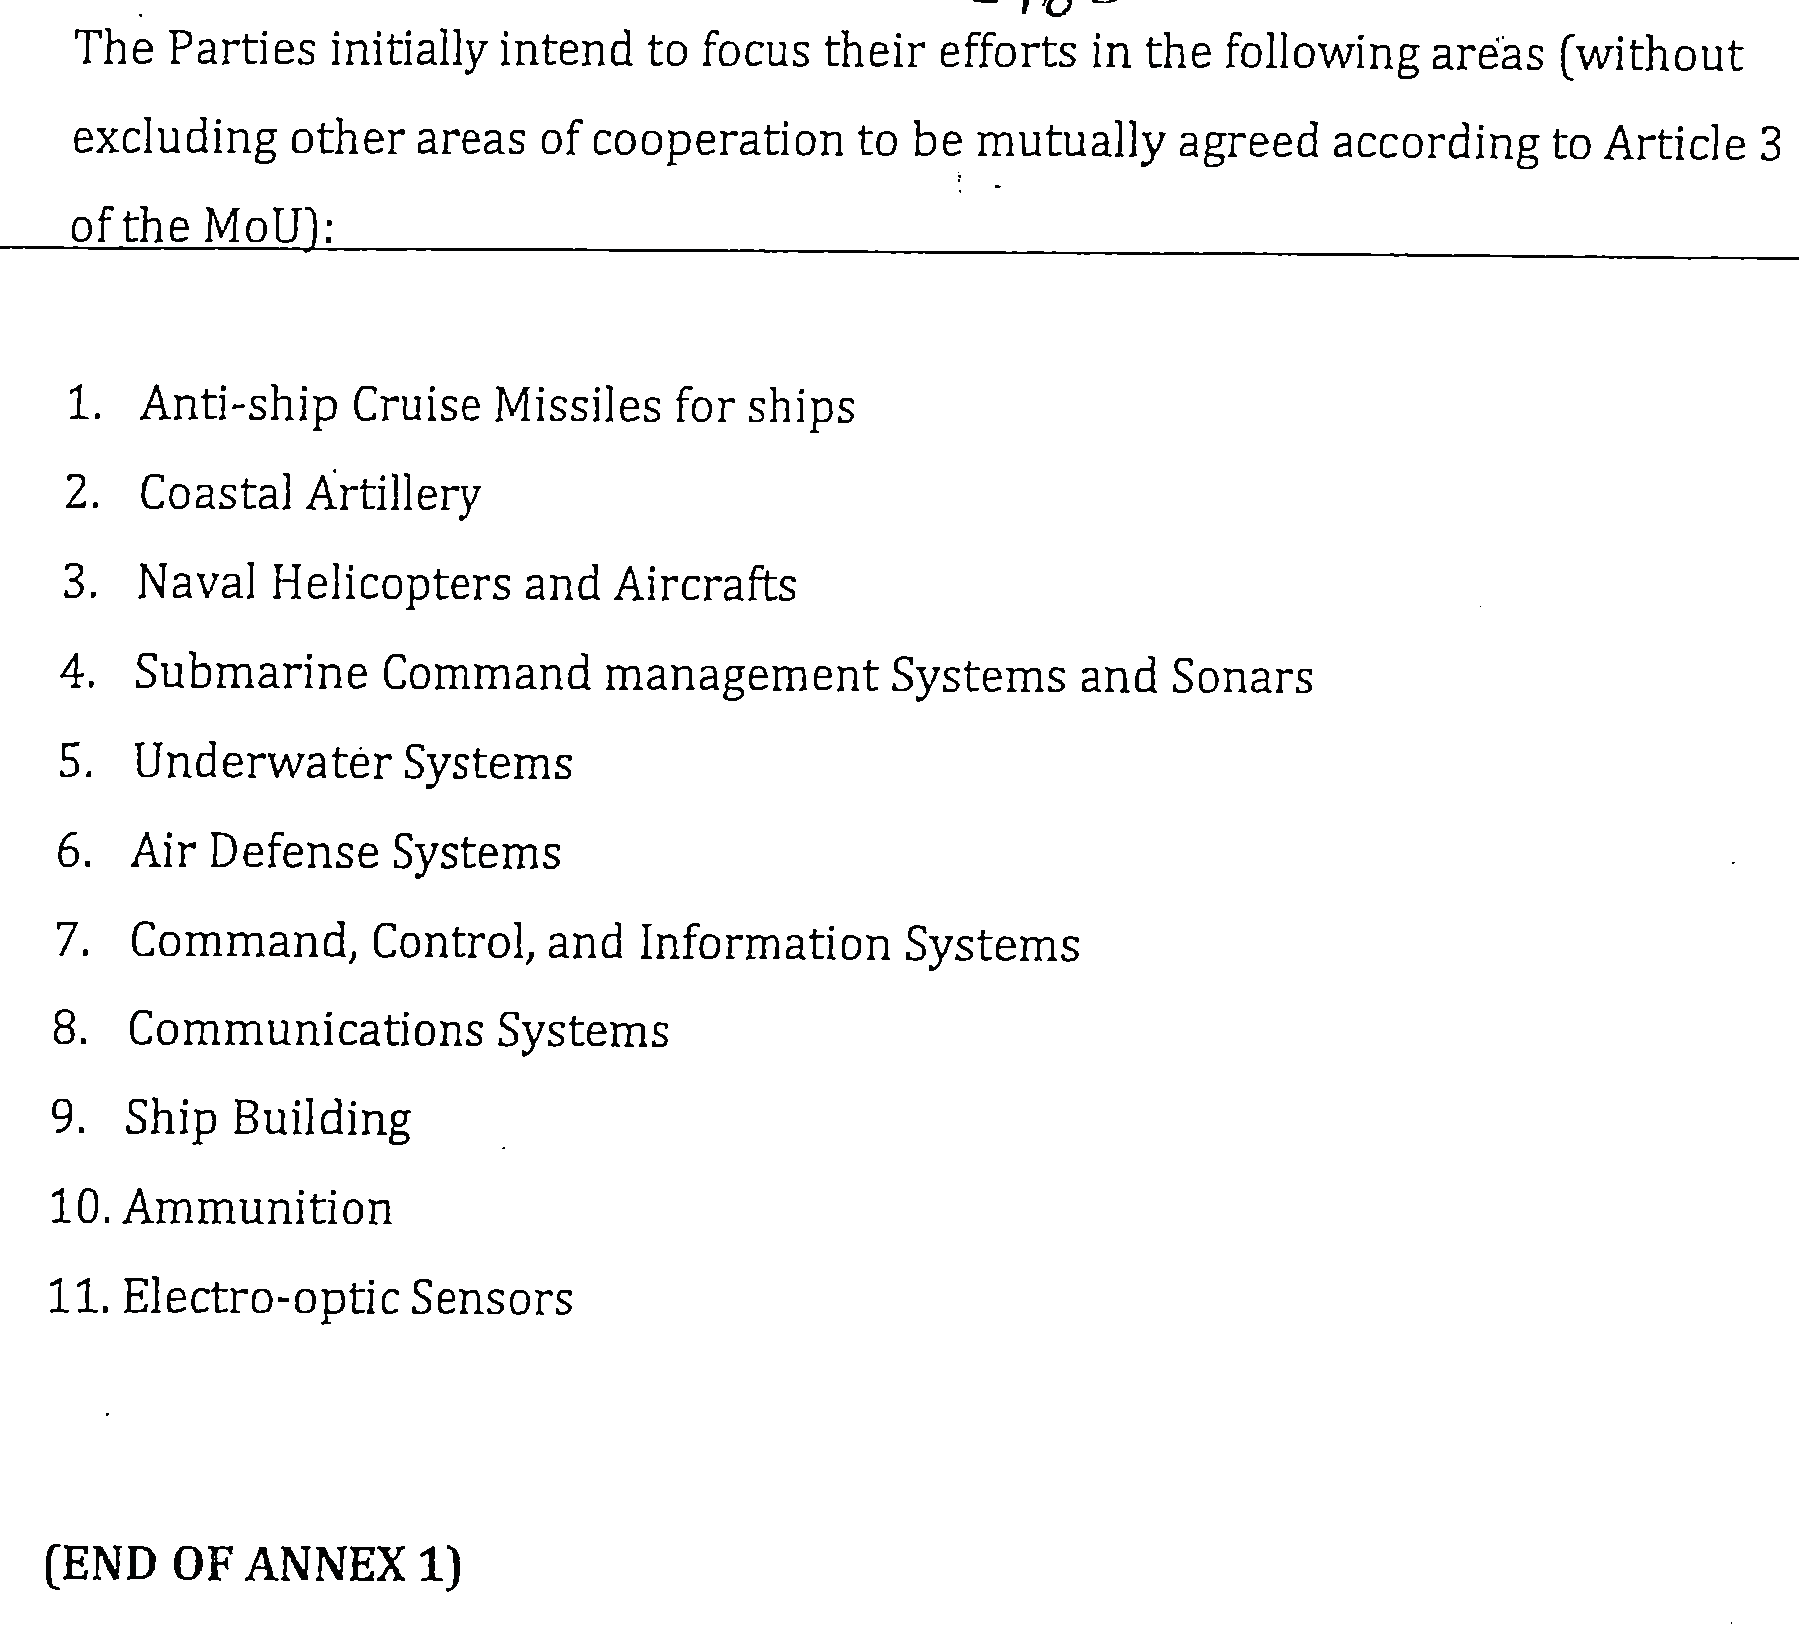 The Parties initially intend to focus their efforts in the following areas (without
excluding other areas of cooperation to be mutually agreed according to Article 3
of the MoU):
1. Anti-ship Cruise Missiles for ships
2. Coastal Artillery
3. Naval Helicopters and Aircrafts
4. Submarine Command management Systems and Sonars
5. Underwater Systems
6. Air Defense Systems
7. Command, Control, and Information Systems
8. Communications Systems
9. Ship Building
10. Ammunition
11. Electro-optic Sensors
(END OF ANNEX 1)